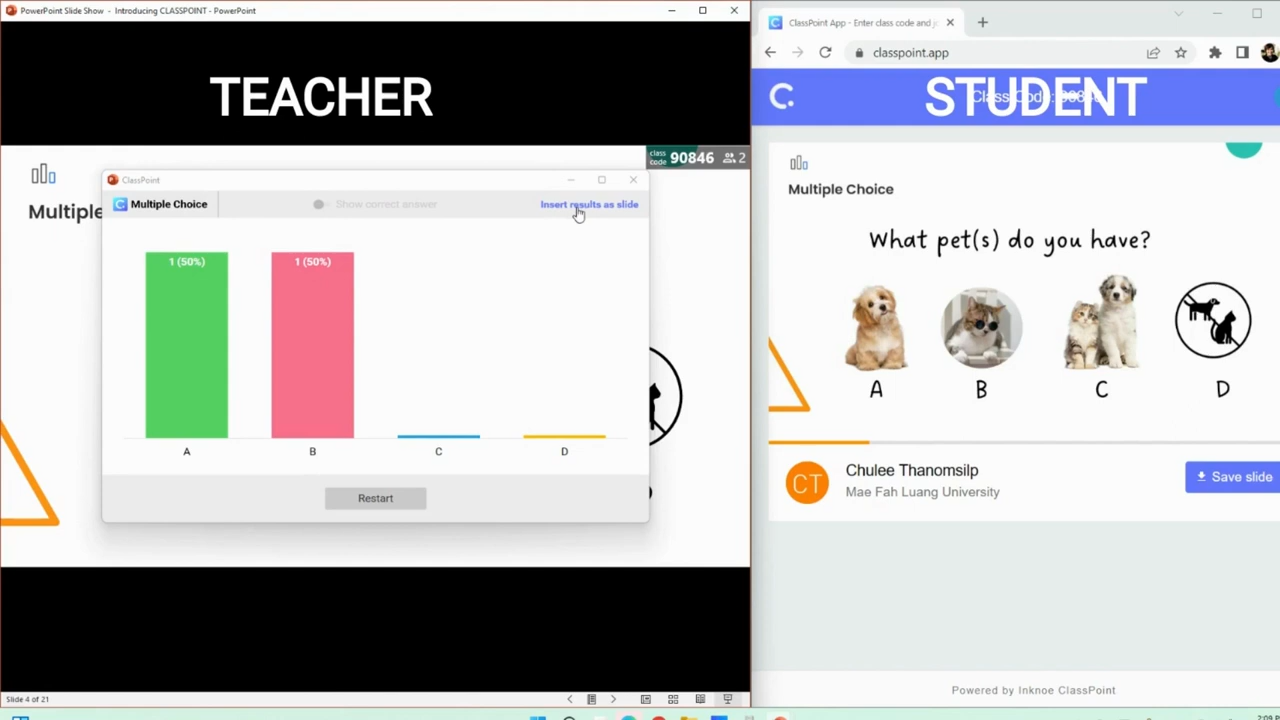 PowerPoint Slide Show - Introducing CLASSPOINT - PowerPoint
TEACHER
class code 90846 2
Multiple
ClassPoint
Multiple Choice
Show correct answer
Insert results as slide
1 (50%)
1 (50%)
A
B
C
D
Restart
Slide 4 of 21
ClassPoint App - Enter class code and j
classpoint.app
STUDENT
Multiple Choice
What pet(s) do you have?
A
B
C
D
CT
Chulee Thanomsilp
Mae Fah Luang University
Save slide
Powered by Inknoe ClassPoint